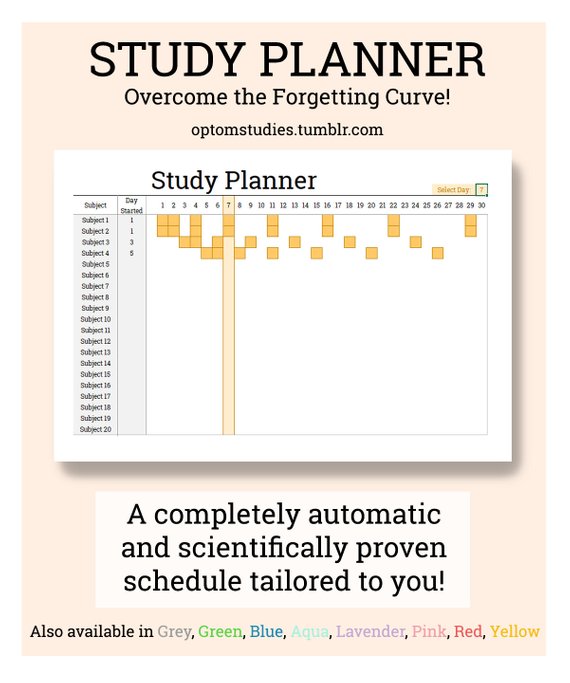 STUDY PLANNER
Overcome the Forgetting Curve!
optomstudies.tumblr.com
Study Planner
Select Day: 7
Subject Day Started 1 2 3 4 5 6 7 8 9 10 11 12 13 14 15 16 17 18 19 20 21 22 23 24 25 26 27 28 29 30
Subject 1 1
Subject 2 1
Subject 3 3
Subject 4 5
Subject 5
Subject 6
Subject 7
Subject 8
Subject 9
Subject 10
Subject 11
Subject 12
Subject 13
Subject 14
Subject 15
Subject 16
Subject 17
Subject 18
Subject 19
Subject 20
A completely automatic
and scientifically proven
schedule tailored to you!
Also available in Grey, Green, Blue, Aqua, Lavender, Pink, Red, Yellow